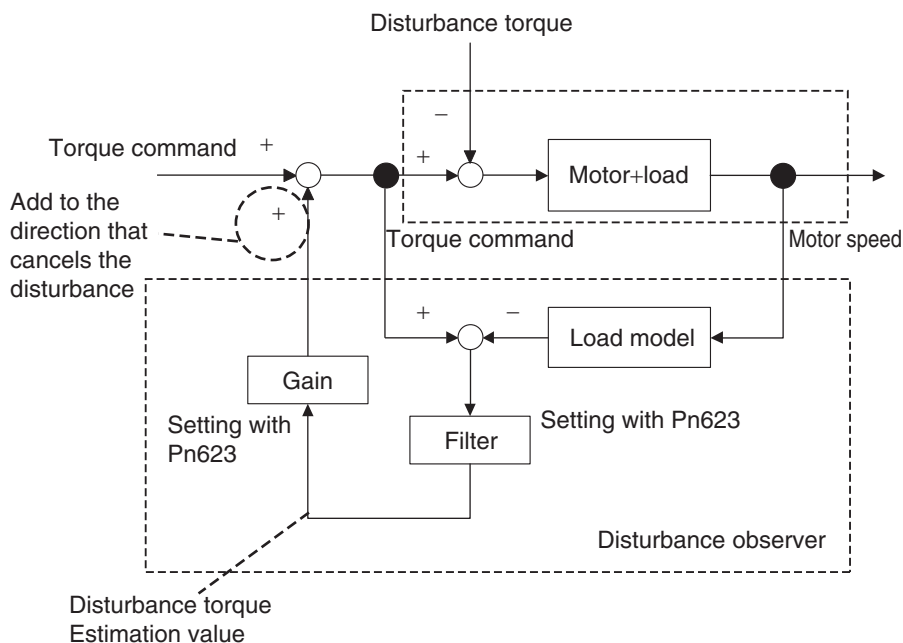 Disturbance torque
−
Torque command
+
+
Motor+load
Add to the
direction that
cancels the
disturbance
+
Torque command
Motor speed
+
−
Load model
Gain
Setting with
Pn623
Filter
Setting with Pn623
Disturbance observer
Disturbance torque
Estimation value